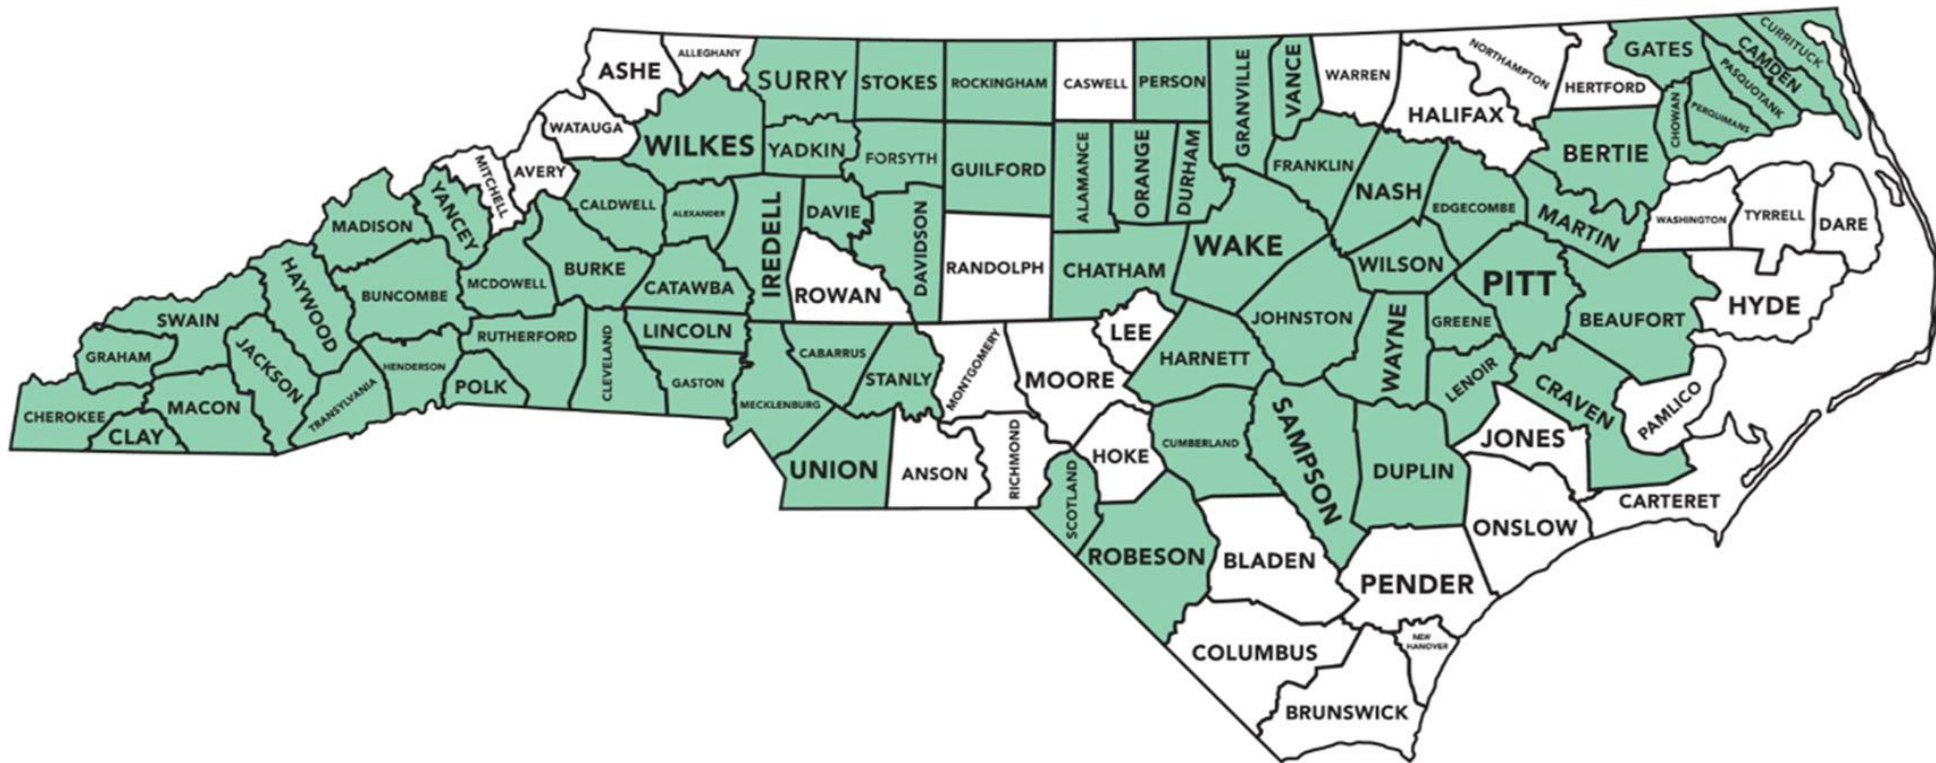 ASHE
ALLEGHANY
SURRY
STOKES
ROCKINGHAM
CASWELL
PERSON
GRANVILLE
VANCE
WARREN
NORTHAMPTON
HALIFAX
HERTFORD
GATES
CURRITUCK
CAMDEN
PASQUOTANK
PERQUIMANS
CHOWAN
WATAUGA
WILKES
YADKIN
FORSYTH
GUILFORD
ALAMANCE
ORANGE
DURHAM
FRANKLIN
NASH
EDGECOMBE
BERTIE
MARTIN
WASHINGTON
TYRRELL
DARE
MITCHELL
AVERY
YANCEY
MADISON
CALDWELL
ALEXANDER
IREDELL
DAVIE
DAVIDSON
RANDOLPH
CHATHAM
WAKE
WILSON
PITT
HAYWOOD
BUNCOMBE
MCDOWELL
BURKE
CATAWBA
ROWAN
JOHNSTON
WAYNE
GREENE
BEAUFORT
HYDE
SWAIN
GRAHAM
JACKSON
HENDERSON
RUTHERFORD
POLK
CLEVELAND
LINCOLN
GASTON
CABARRUS
STANLY
MONTGOMERY
MOORE
LEE
HARNETT
LENOIR
CRAVEN
PAMLICO
CHEROKEE
CLAY
MACON
TRANSYLVANIA
MECKLENBURG
UNION
ANSON
RICHMOND
SCOTLAND
HOKE
CUMBERLAND
SAMPSON
DUPLIN
JONES
ONSLOW
CARTERET
ROBESON
BLADEN
PENDER
COLUMBUS
NEW
HANOVER
BRUNSWICK